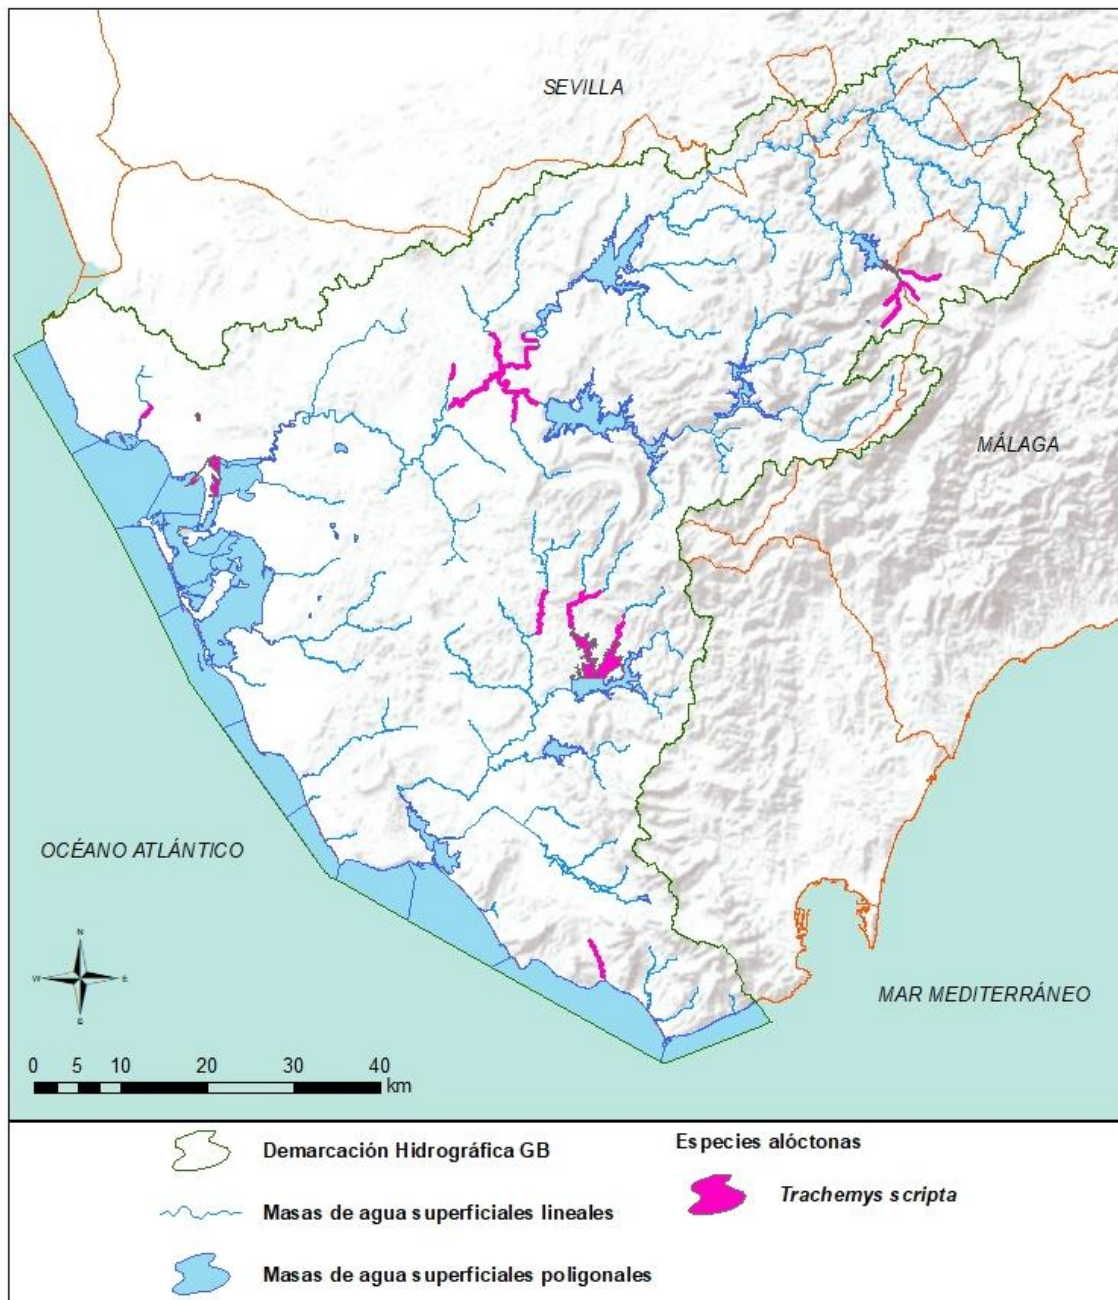 SEVILLA
MÁLAGA
OCÉANO ATLÁNTICO
MAR MEDITERRÁNEO
N
W E
S
0 5 10 20 30 40
km
Demarcación Hidrográfica GB
Masas de agua superficiales lineales
Masas de agua superficiales poligonales
Especies alóctonas
Trachemys scripta